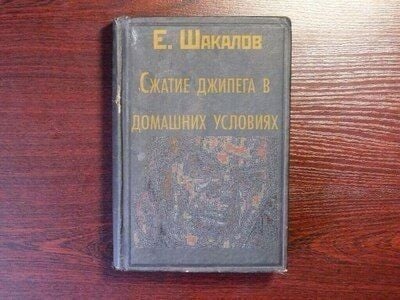 Е. Шакалов
Сжатие джипега в
домашних условиях